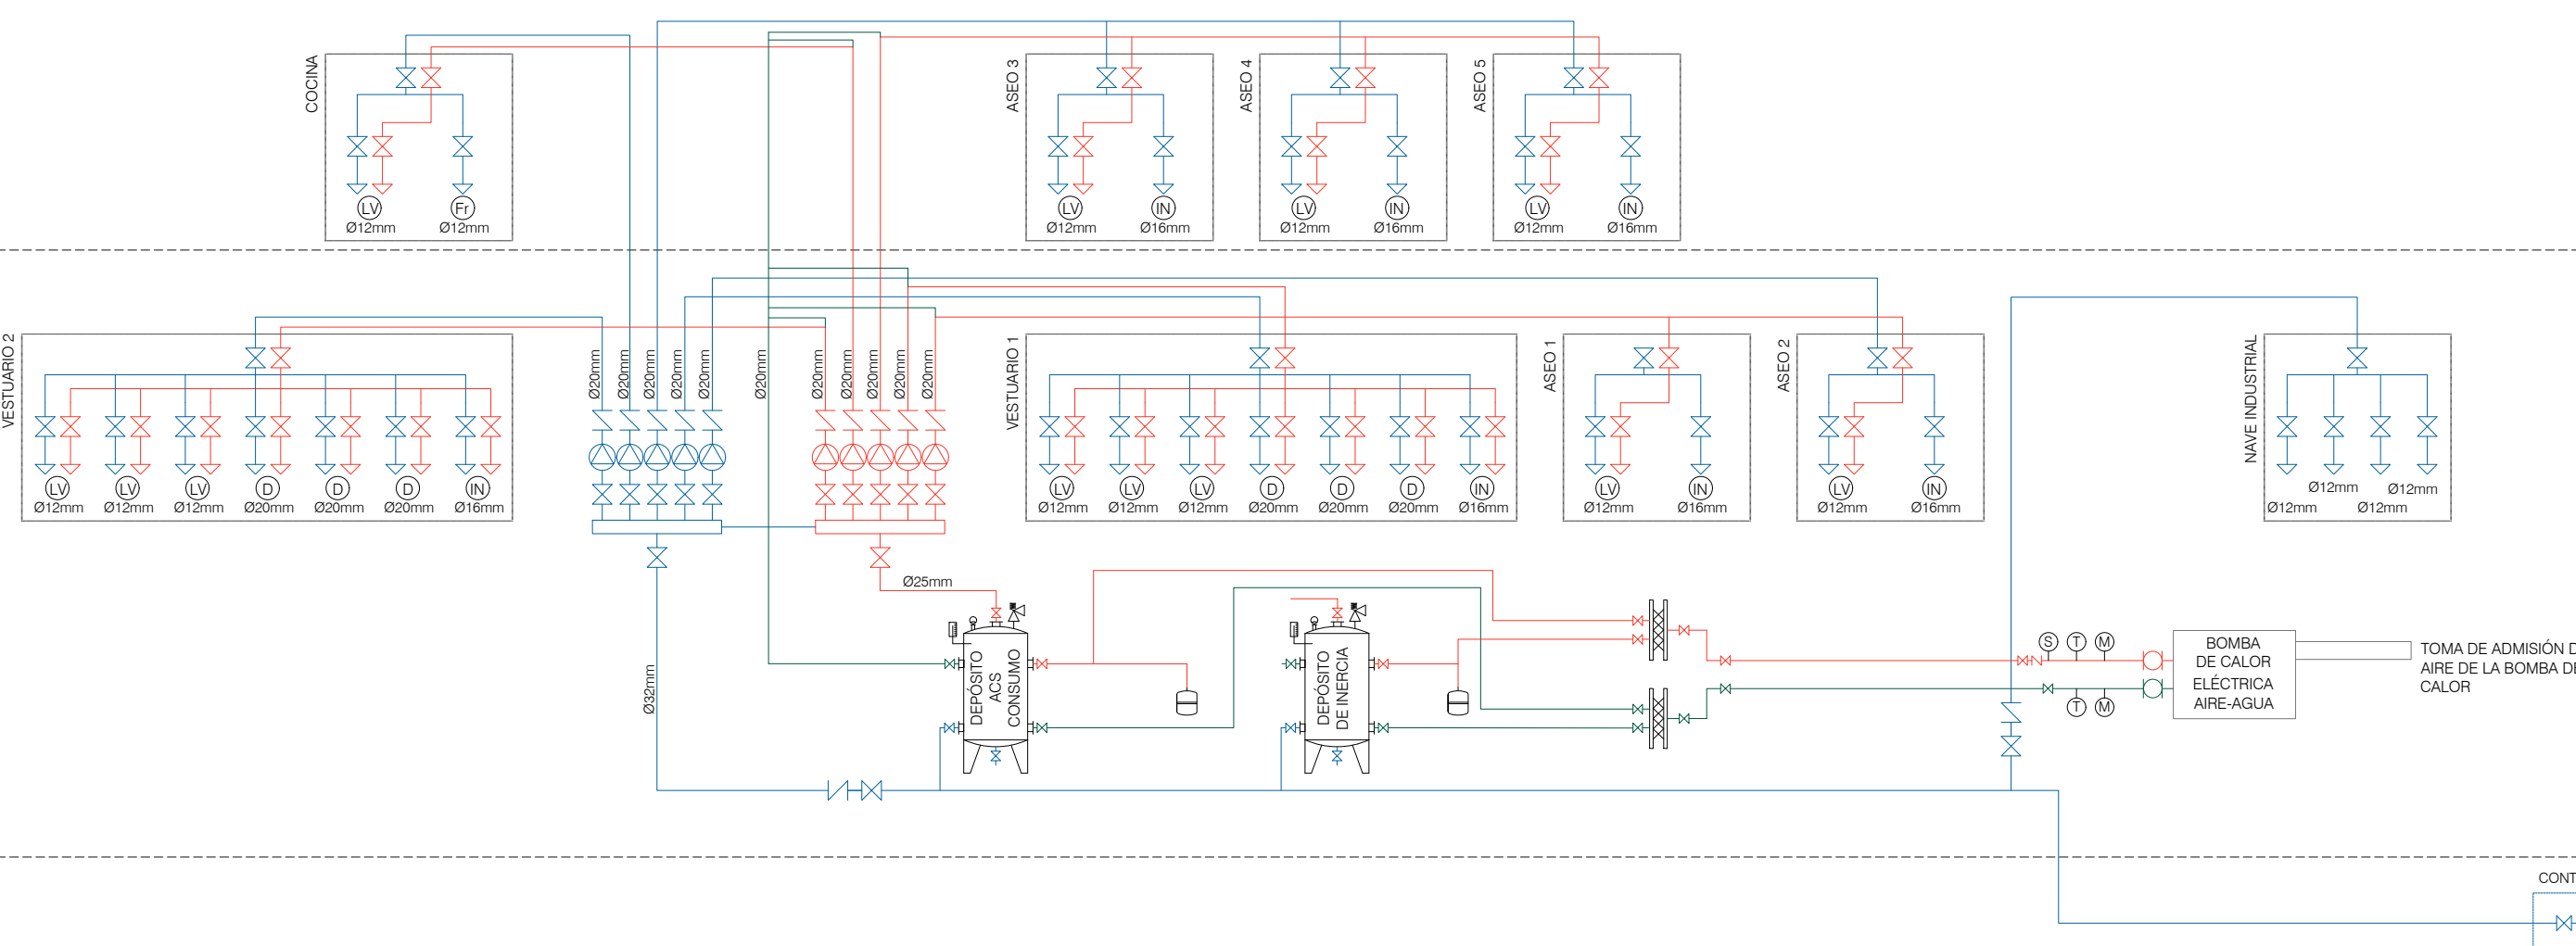 COCINA
LV
Ø12mm
Fr
Ø12mm
ASEO 3
LV
Ø12mm
IN
Ø16mm
ASEO 4
LV
Ø12mm
IN
Ø16mm
ASEO 5
LV
Ø12mm
IN
Ø16mm
VESTUARIO 2
LV
Ø12mm
LV
Ø12mm
LV
Ø12mm
D
Ø20mm
D
Ø20mm
D
Ø20mm
IN
Ø16mm
Ø20mm
Ø20mm
Ø20mm
Ø20mm
Ø20mm
Ø20mm
Ø20mm
Ø20mm
Ø20mm
Ø20mm
Ø20mm
VESTUARIO 1
LV
Ø12mm
LV
Ø12mm
LV
Ø12mm
D
Ø20mm
D
Ø20mm
D
Ø20mm
IN
Ø16mm
ASEO 1
LV
Ø12mm
IN
Ø16mm
ASEO 2
LV
Ø12mm
IN
Ø16mm
NAVE INDUSTRIAL
Ø12mm
Ø12mm
Ø12mm
Ø12mm
Ø25mm
Ø32mm
DEPÓSITO
ACS
CONSUMO
DEPÓSITO
DE INERCIA
S
T
M
T
M
BOMBA
DE CALOR
ELÉCTRICA
AIRE-AGUA
TOMA DE ADMISIÓN D
AIRE DE LA BOMBA DE
CALOR
CONT